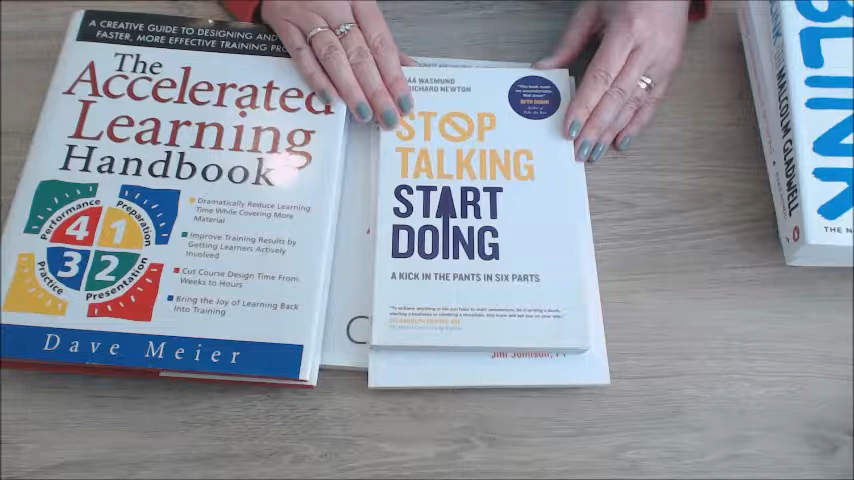 A CREATIVE GUIDE TO DESIGNING AND
FASTER, MORE EFFECTIVE TRAINING
The
Accelerated
Learning
Handbook
Performance
Preparation
4 1
3 2
Practice
Presentation
Dramatically Reduce Learning
Time While Covering More
Material
Improve Training Results by
Getting Learners Actively
Involved
Cut Course Design Time From
Weeks to Hours
Bring the Joy of Learning Back
Into Training
Dave Meier
WASMUND
RICHARD NEWTON
SETH GODIN
STOP
TALKING
START
DOING
A KICK IN THE PANTS IN SIX PARTS
BLINK
MALCOLM GLADWELL
BLINK
THE N